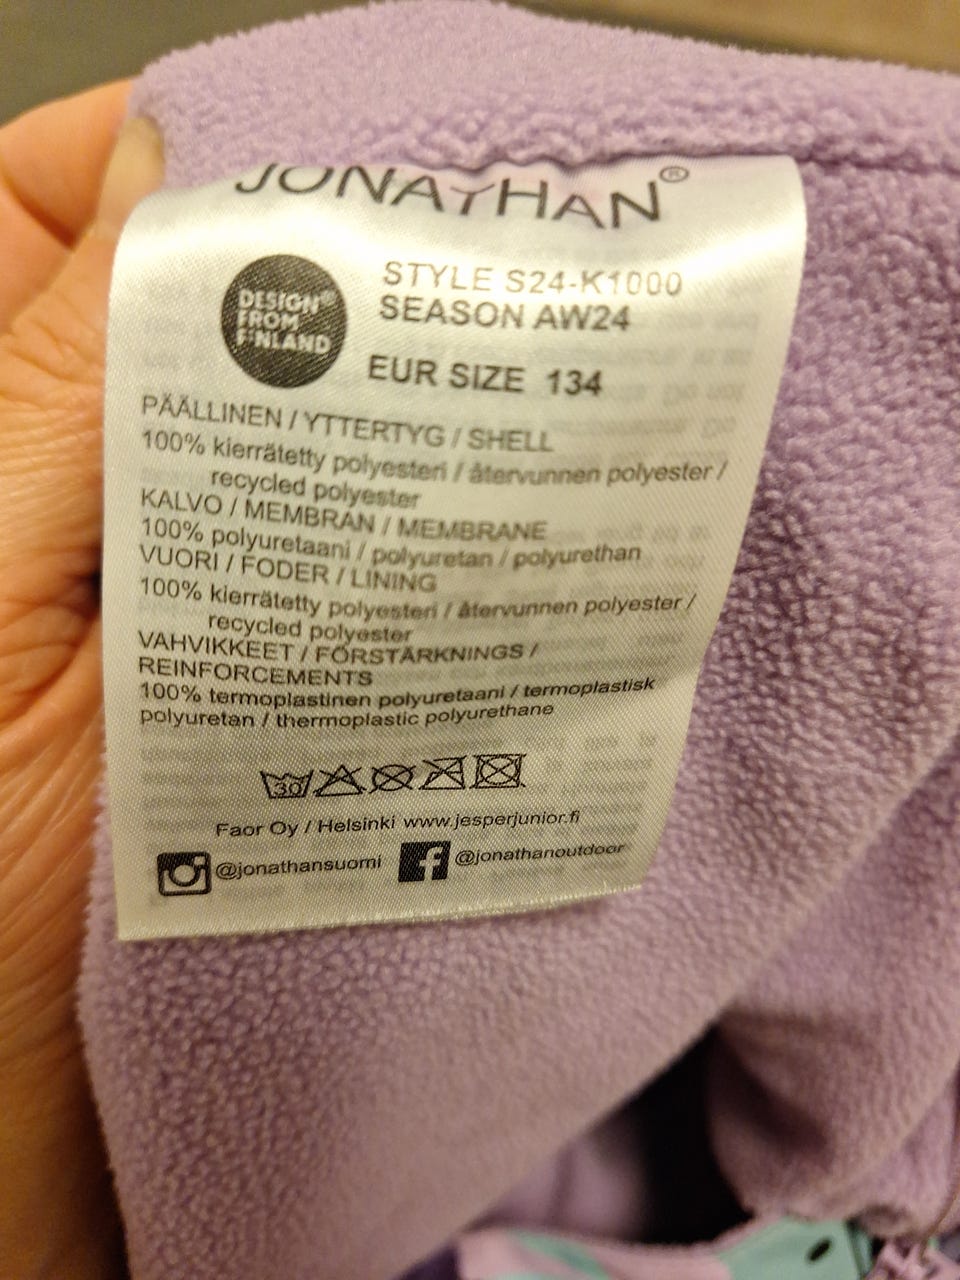 JONATHAN®
DESIGN®
FROM
FINLAND
STYLE S24-K1000
SEASON AW24
EUR SIZE 134
PÄÄLLINEN / YTTERTYG / SHELL
100% kierrätetty polyesteri / återvunnen polyester /
recycled polyester
KALVO / MEMBRAN / MEMBRANE
100% polyuretaani / polyuretan / polyurethan
VUORI / FODER / LINING
100% kierrätetty polyesteri / återvunnen polyester /
recycled polyester
VAHVIKKEET / FÖRSTÄRKNINGS /
REINFORCEMENTS
100% termoplastinen polyuretaani / termoplastisk
polyuretan / thermoplastic polyurethane
30
Faor Oy / Helsinki www.jesperjunior.fi
@jonathansuomi
@jonathanoutdoor